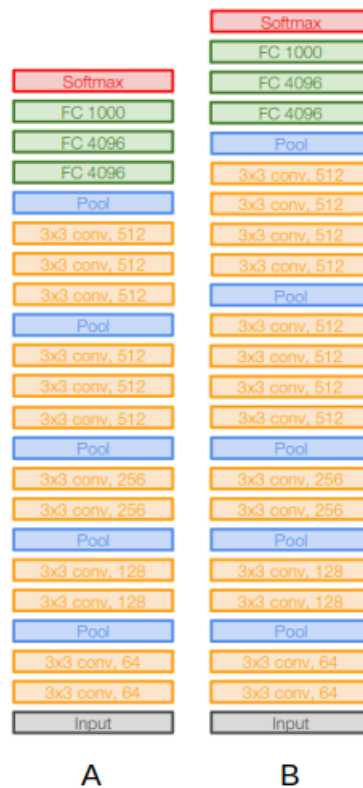 Softmax
FC 1000
FC 4096
FC 4096
Pool
3x3 conv, 512
3x3 conv, 512
3x3 conv, 512
Pool
3x3 conv, 512
3x3 conv, 512
3x3 conv, 512
Pool
3x3 conv, 256
3x3 conv, 256
Pool
3x3 conv, 128
3x3 conv, 128
Pool
3x3 conv, 64
3x3 conv, 64
Input
A
Softmax
FC 1000
FC 4096
FC 4096
Pool
3x3 conv, 512
3x3 conv, 512
3x3 conv, 512
3x3 conv, 512
Pool
3x3 conv, 512
3x3 conv, 512
3x3 conv, 512
3x3 conv, 512
Pool
3x3 conv, 256
3x3 conv, 256
Pool
3x3 conv, 128
3x3 conv, 128
Pool
3x3 conv, 64
3x3 conv, 64
Input
B